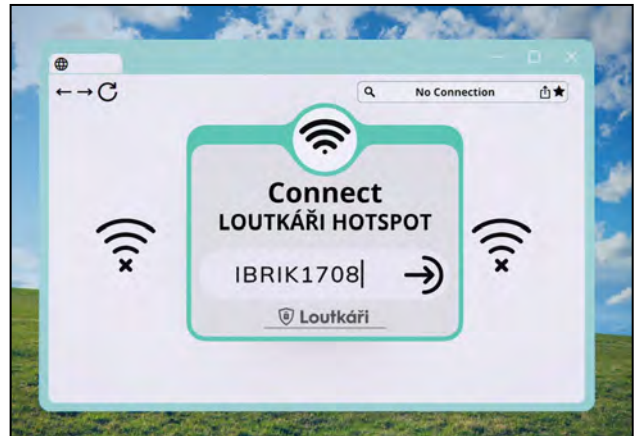 No Connection
Connect
LOUTKÁŘI HOTSPOT
IBRIK1708
Loutkáři